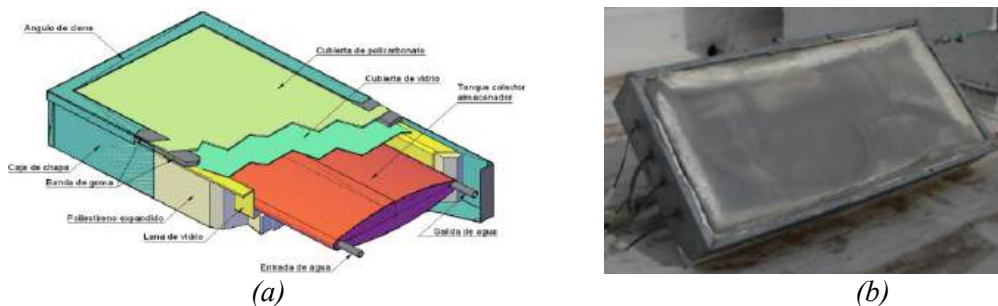 Angulo de cierre
Cubierta de policarbonato
Cubierta de vidrio
Tanque colector
almacenador
Caja de chapa
Banda de goma
Poliestireno expandido
Lana de vidrio
Salida de agua
Entrada de agua
(a)
(b)